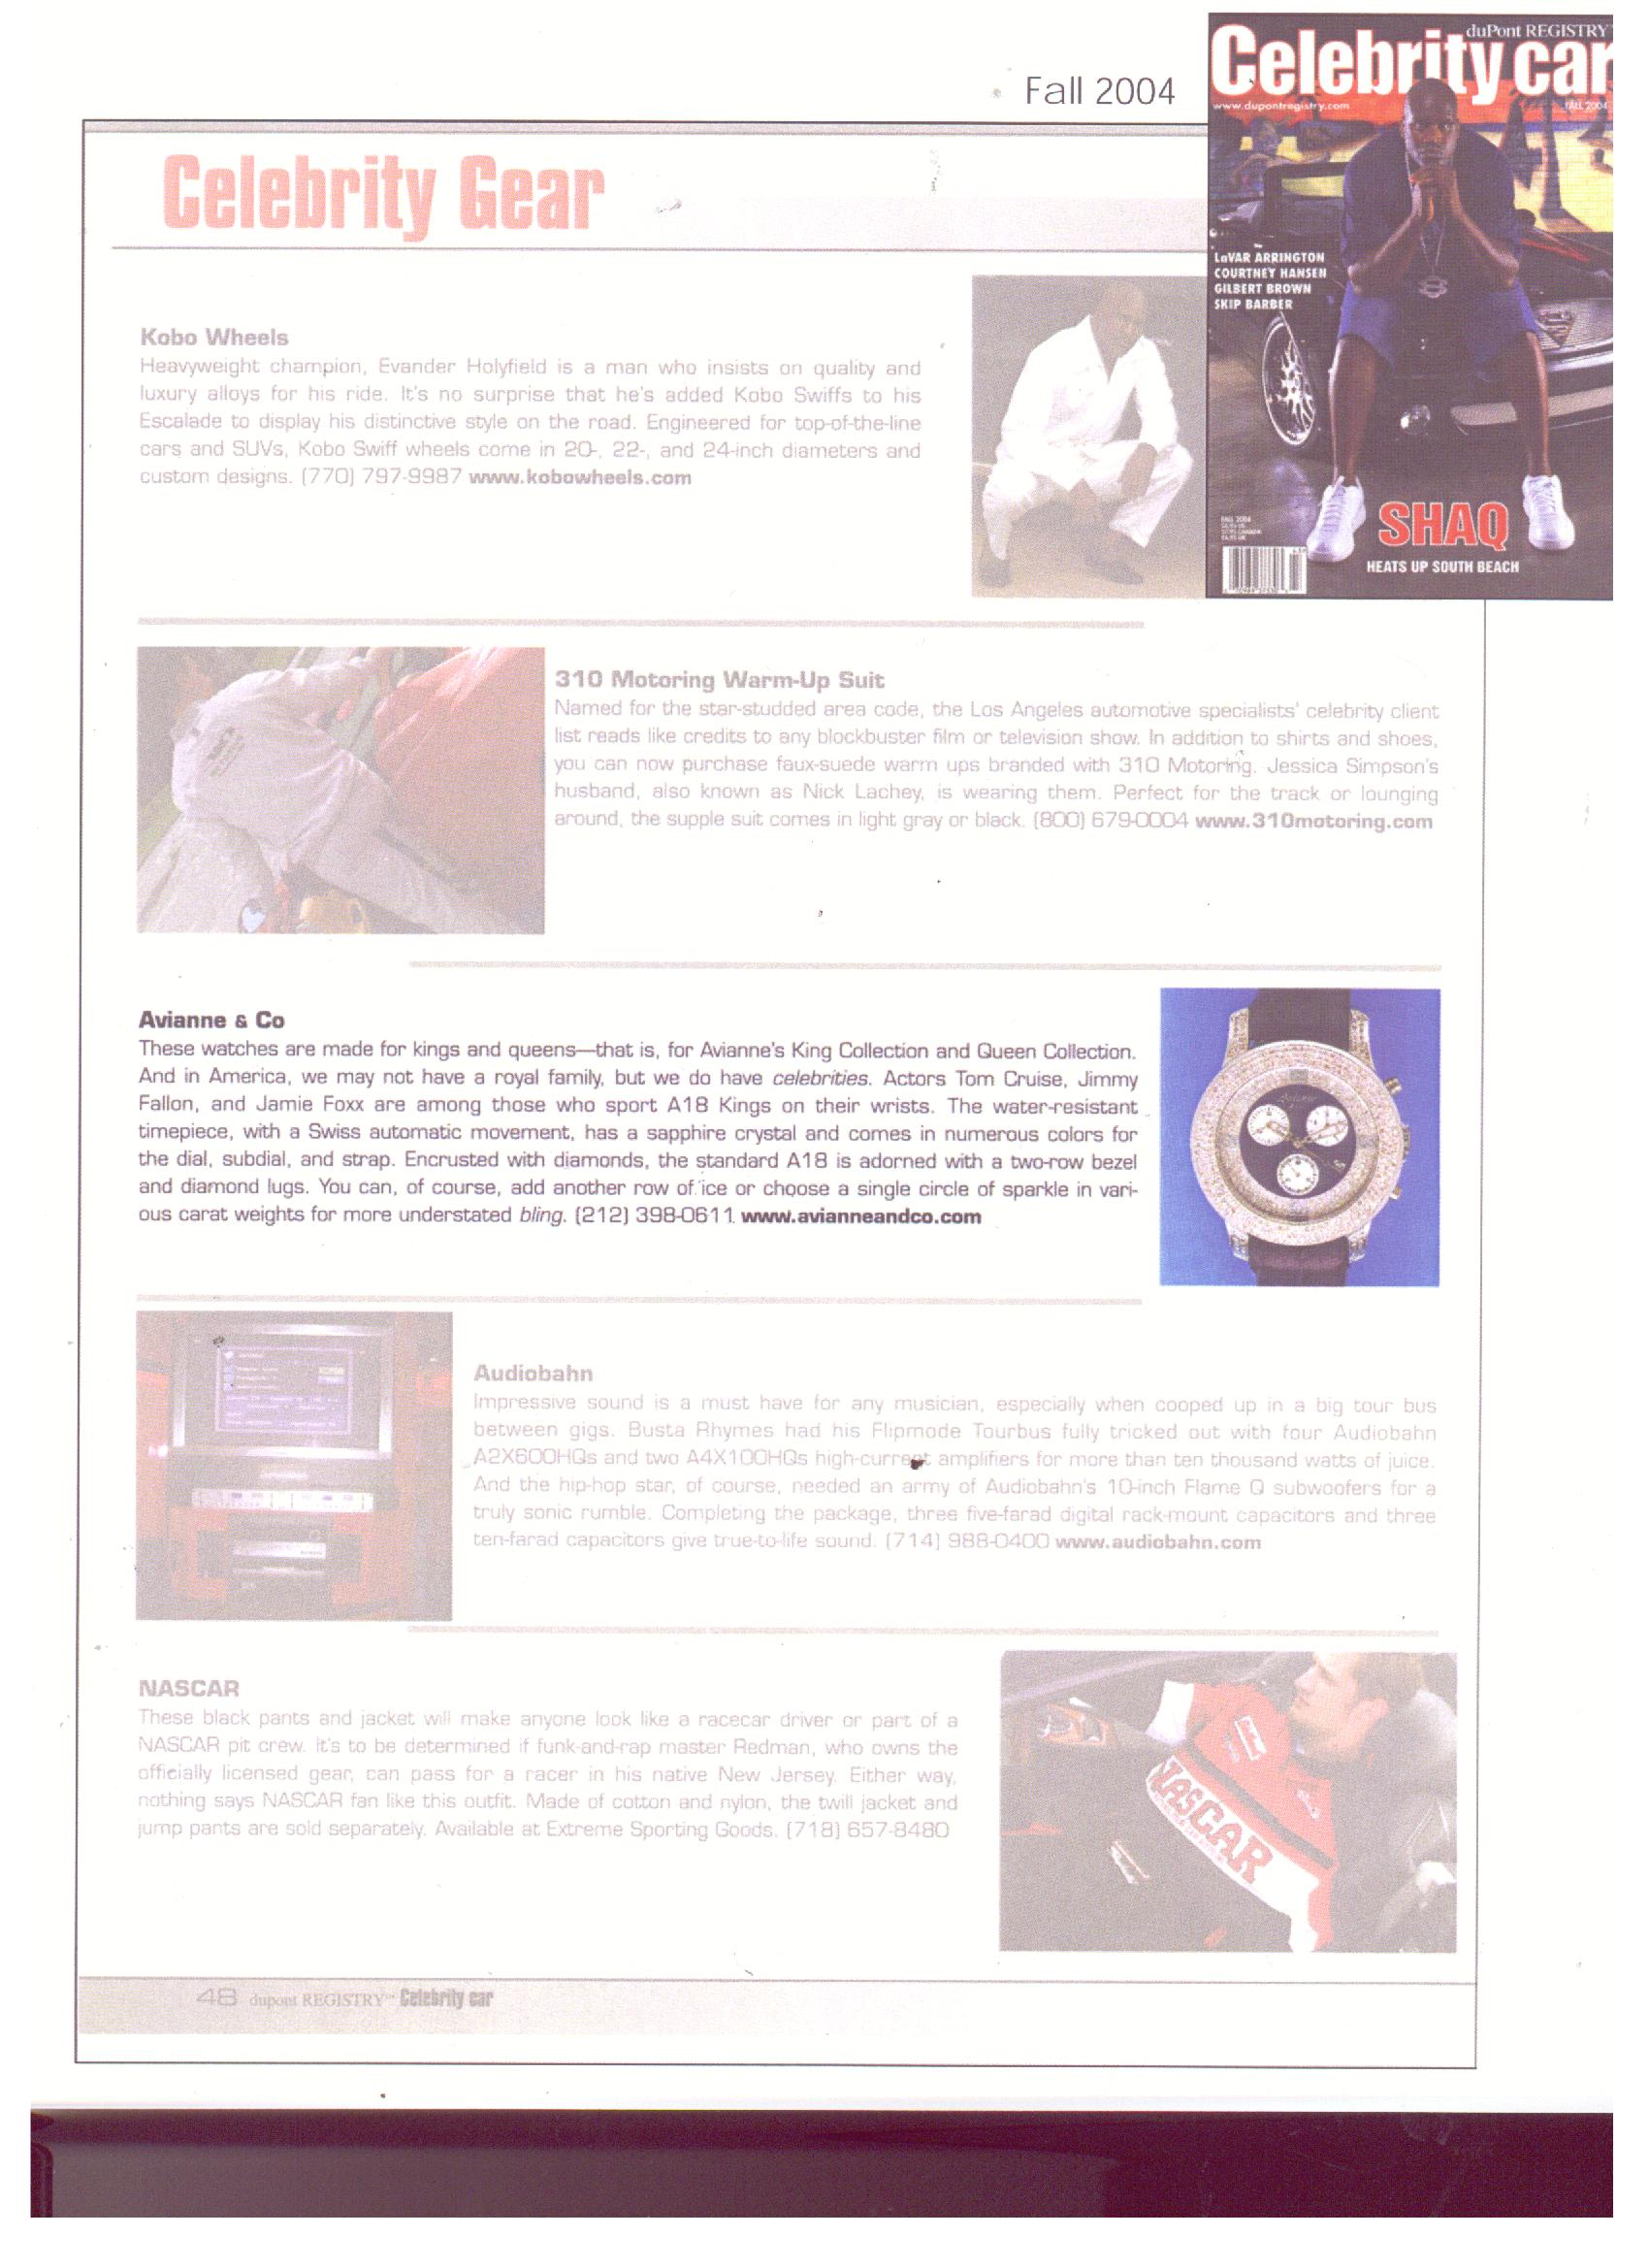 Fall 2004
duPont REGISTRY
Celebrity car
www.dupontregistry.com
FALL 2004
LaVAR ARRINGTON
COURTNEY HANSEN
GILBERT BROWN
SKIP BARBER
SHAQ
HEATS UP SOUTH BEACH
FALL 2004
Celebrity Gear
Kobo Wheels
Heavyweight champion, Evander Holyfield is a man who insists on quality and
luxury alloys for his ride. It's no surprise that he's added Kobo Swiffs to his
Escalade to display his distinctive style on the road. Engineered for top-of-the-line
cars and SUVs, Kobo Swiff wheels come in 20-, 22-, and 24-inch diameters and
custom designs. (770) 797-9987 www.kobowheels.com
310 Motoring Warm-Up Suit
Named for the star-studded area code, the Los Angeles automotive specialists' celebrity client
list reads like credits to any blockbuster film or television show. In addition to shirts and shoes,
you can now purchase faux-suede warm ups branded with 310 Motoring. Jessica Simpson's
husband, also known as Nick Lachey, is wearing them. Perfect for the track or lounging
around, the supple suit comes in light gray or black. (800) 679-0004 www.310motoring.com
Avianne & Co
These watches are made for kings and queens—that is, for Avianne's King Collection and Queen Collection.
And in America, we may not have a royal family, but we do have celebrities. Actors Tom Cruise, Jimmy
Fallon, and Jamie Foxx are among those who sport A18 Kings on their wrists. The water-resistant
timepiece, with a Swiss automatic movement, has a sapphire crystal and comes in numerous colors for
the dial, subdial, and strap. Encrusted with diamonds, the standard A18 is adorned with a two-row bezel
and diamond lugs. You can, of course, add another row of ice or choose a single circle of sparkle in vari-
ous carat weights for more understated bling. (212) 398-0611 www.avianneandco.com
Audiobahn
Impressive sound is a must have for any musician, especially when cooped up in a big tour bus
between gigs. Busta Rhymes had his Flipmode Tourbus fully tricked out with four Audiobahn
A2X600HQs and two A4X100HQs high-current amplifiers for more than ten thousand watts of juice.
And the hip-hop star, of course, needed an army of Audiobahn's 10-inch Flame Q subwoofers for a
truly sonic rumble. Completing the package, three five-farad digital rack-mount capacitors and three
ten-farad capacitors give true-to-life sound. (714) 988-0400 www.audiobahn.com
NASCAR
These black pants and jacket will make anyone look like a racecar driver or part of a
NASCAR pit crew. It's to be determined if funk-and-rap master Redman, who owns the
officially licensed gear, can pass for a racer in his native New Jersey. Either way,
nothing says NASCAR fan like this outfit. Made of cotton and nylon, the twill jacket and
jump pants are sold separately. Available at Extreme Sporting Goods. (718) 657-8480
NASCAR
48 dupont REGISTRY™ Celebrity car